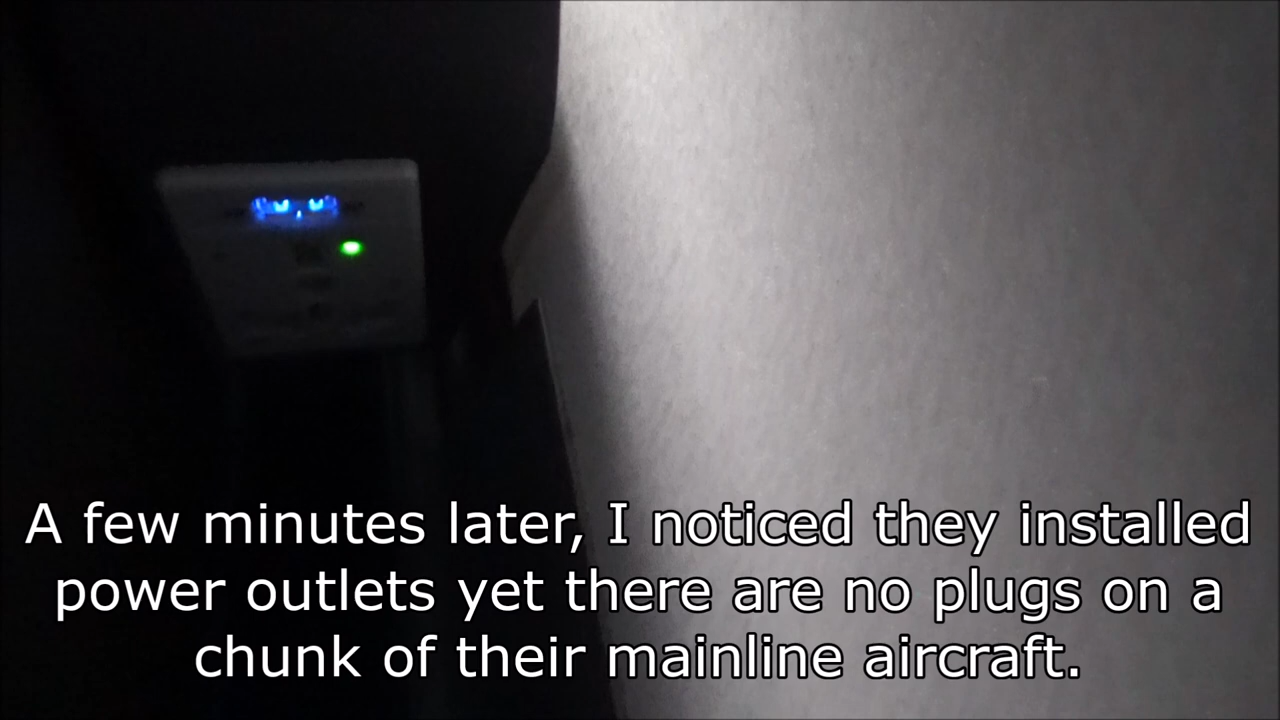 A few minutes later, I noticed they installed
power outlets yet there are no plugs on a
chunk of their mainline aircraft.